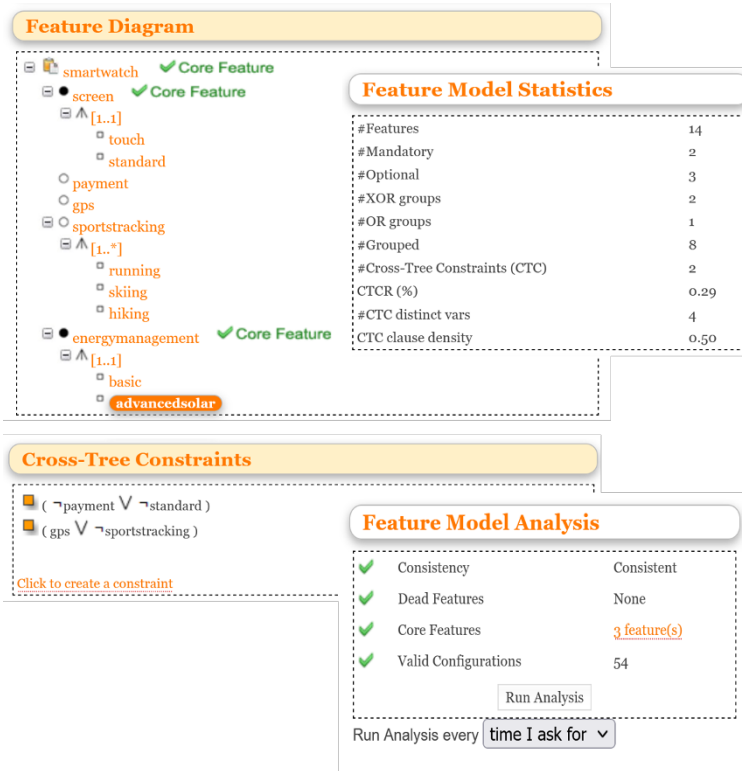 Feature Diagram
smartwatch Core Feature
screen Core Feature
[1..1]
touch
standard
payment
gps
sportstracking
[1..*]
running
skiing
hiking
energymanagement Core Feature
[1..1]
basic
advancedsolar
Feature Model Statistics
#Features 14
#Mandatory 2
#Optional 3
#XOR groups 2
#OR groups 1
#Grouped 8
#Cross-Tree Constraints (CTC) 2
CTCR (%) 0.29
#CTC distinct vars 4
CTC clause density 0.50
Cross-Tree Constraints
( ¬payment ∨ ¬standard )
( gps ∨ ¬sportstracking )
Click to create a constraint
Feature Model Analysis
Consistency Consistent
Dead Features None
Core Features 3 feature(s)
Valid Configurations 54
Run Analysis
Run Analysis every time I ask for